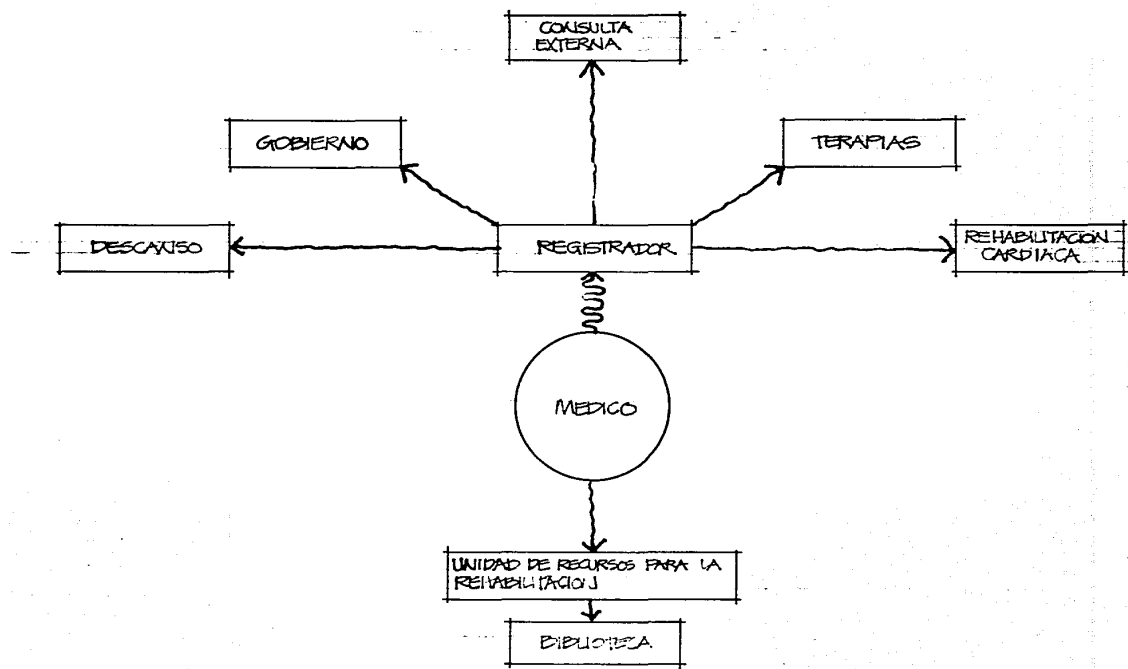 CONSULTA
EXTERNA
GOBIERNO
TERAPIAS
DESCANSO
REGISTRADOR
REHABILITACION
CARDIACA
MEDICO
UNIDAD DE RECURSOS PARA LA
REHABILITACION
BIBLIOTECA